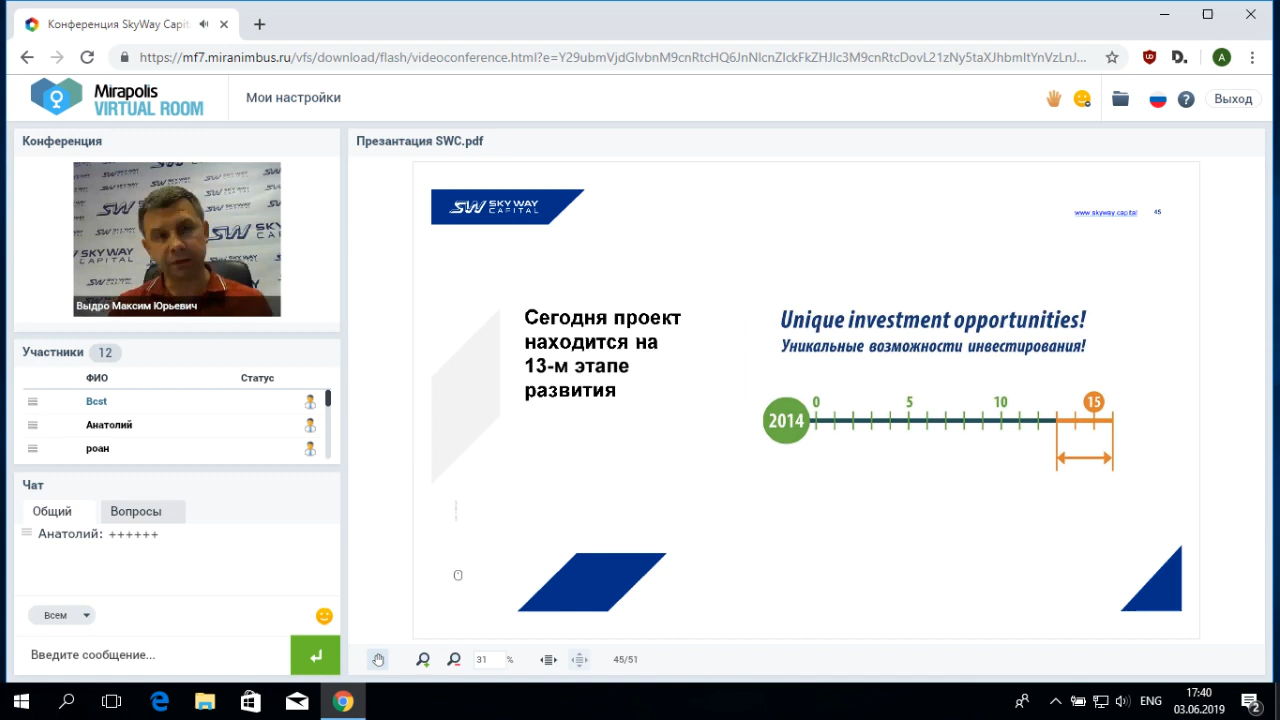 Конференция SkyWay Capit
https://mf7.miranimbus.ru/vfs/download/flash/videoconference.html?e=Y29ubmVjdGlvbnM9cnRtcHQ6JnNlcnZlckFkZHJlc3M9cnRtcDovL21zNy5taXJhbmltYnVzLnJ...
Mirapolis
VIRTUAL ROOM
Мои настройки
Выход
Конференция
SW SKY WAY CAPITAL
Выдро Максим Юрьевич
Участники 12
ФИО Статус
Bcst
Анатолий
роан
Чат
Общий Вопросы
Анатолий: ++++++
Всем
Введите сообщение...
Презантация SWC.pdf
SW SKY WAY
CAPITAL
www.skyway.capital 45
Сегодня проект
находится на
13-м этапе
развития
Unique investment opportunities!
Уникальные возможности инвестирования!
2014 0 5 10 15
31 % 45/51
ENG
17:40
03.06.2019
2